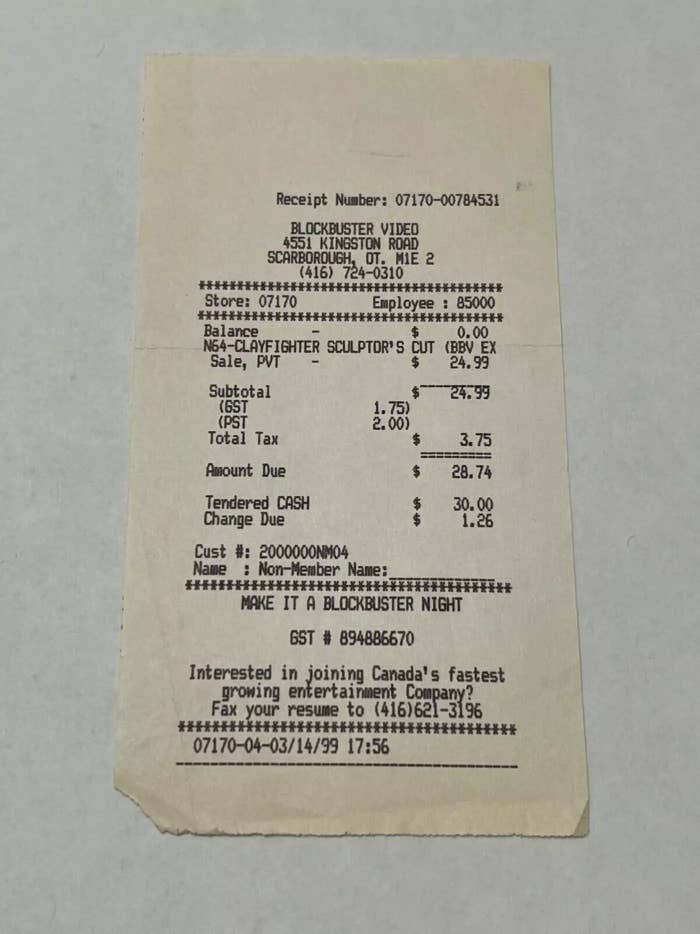 Receipt Number: 07170-00784531
BLOCKBUSTER VIDEO
4551 KINGSTON ROAD
SCARBOROUGH, OT. M1E 2
(416) 724-0310
****************************************
Store: 07170 Employee : 85000
****************************************
Balance - $ 0.00
N64-CLAYFIGHTER SCULPTOR'S CUT (BBV EX
Sale, PVT - $ 24.99
Subtotal $ 24.99
(GST 1.75)
(PST 2.00)
Total Tax $ 3.75
=========
Amount Due $ 28.74
Tendered CASH $ 30.00
Change Due $ 1.26
Cust #: 2000000NM04
Name : Non-Member Name:_____________
****************************************
MAKE IT A BLOCKBUSTER NIGHT
GST # 894886670
Interested in joining Canada's fastest
growing entertainment Company?
Fax your resume to (416)621-3196
****************************************
07170-04-03/14/99 17:56